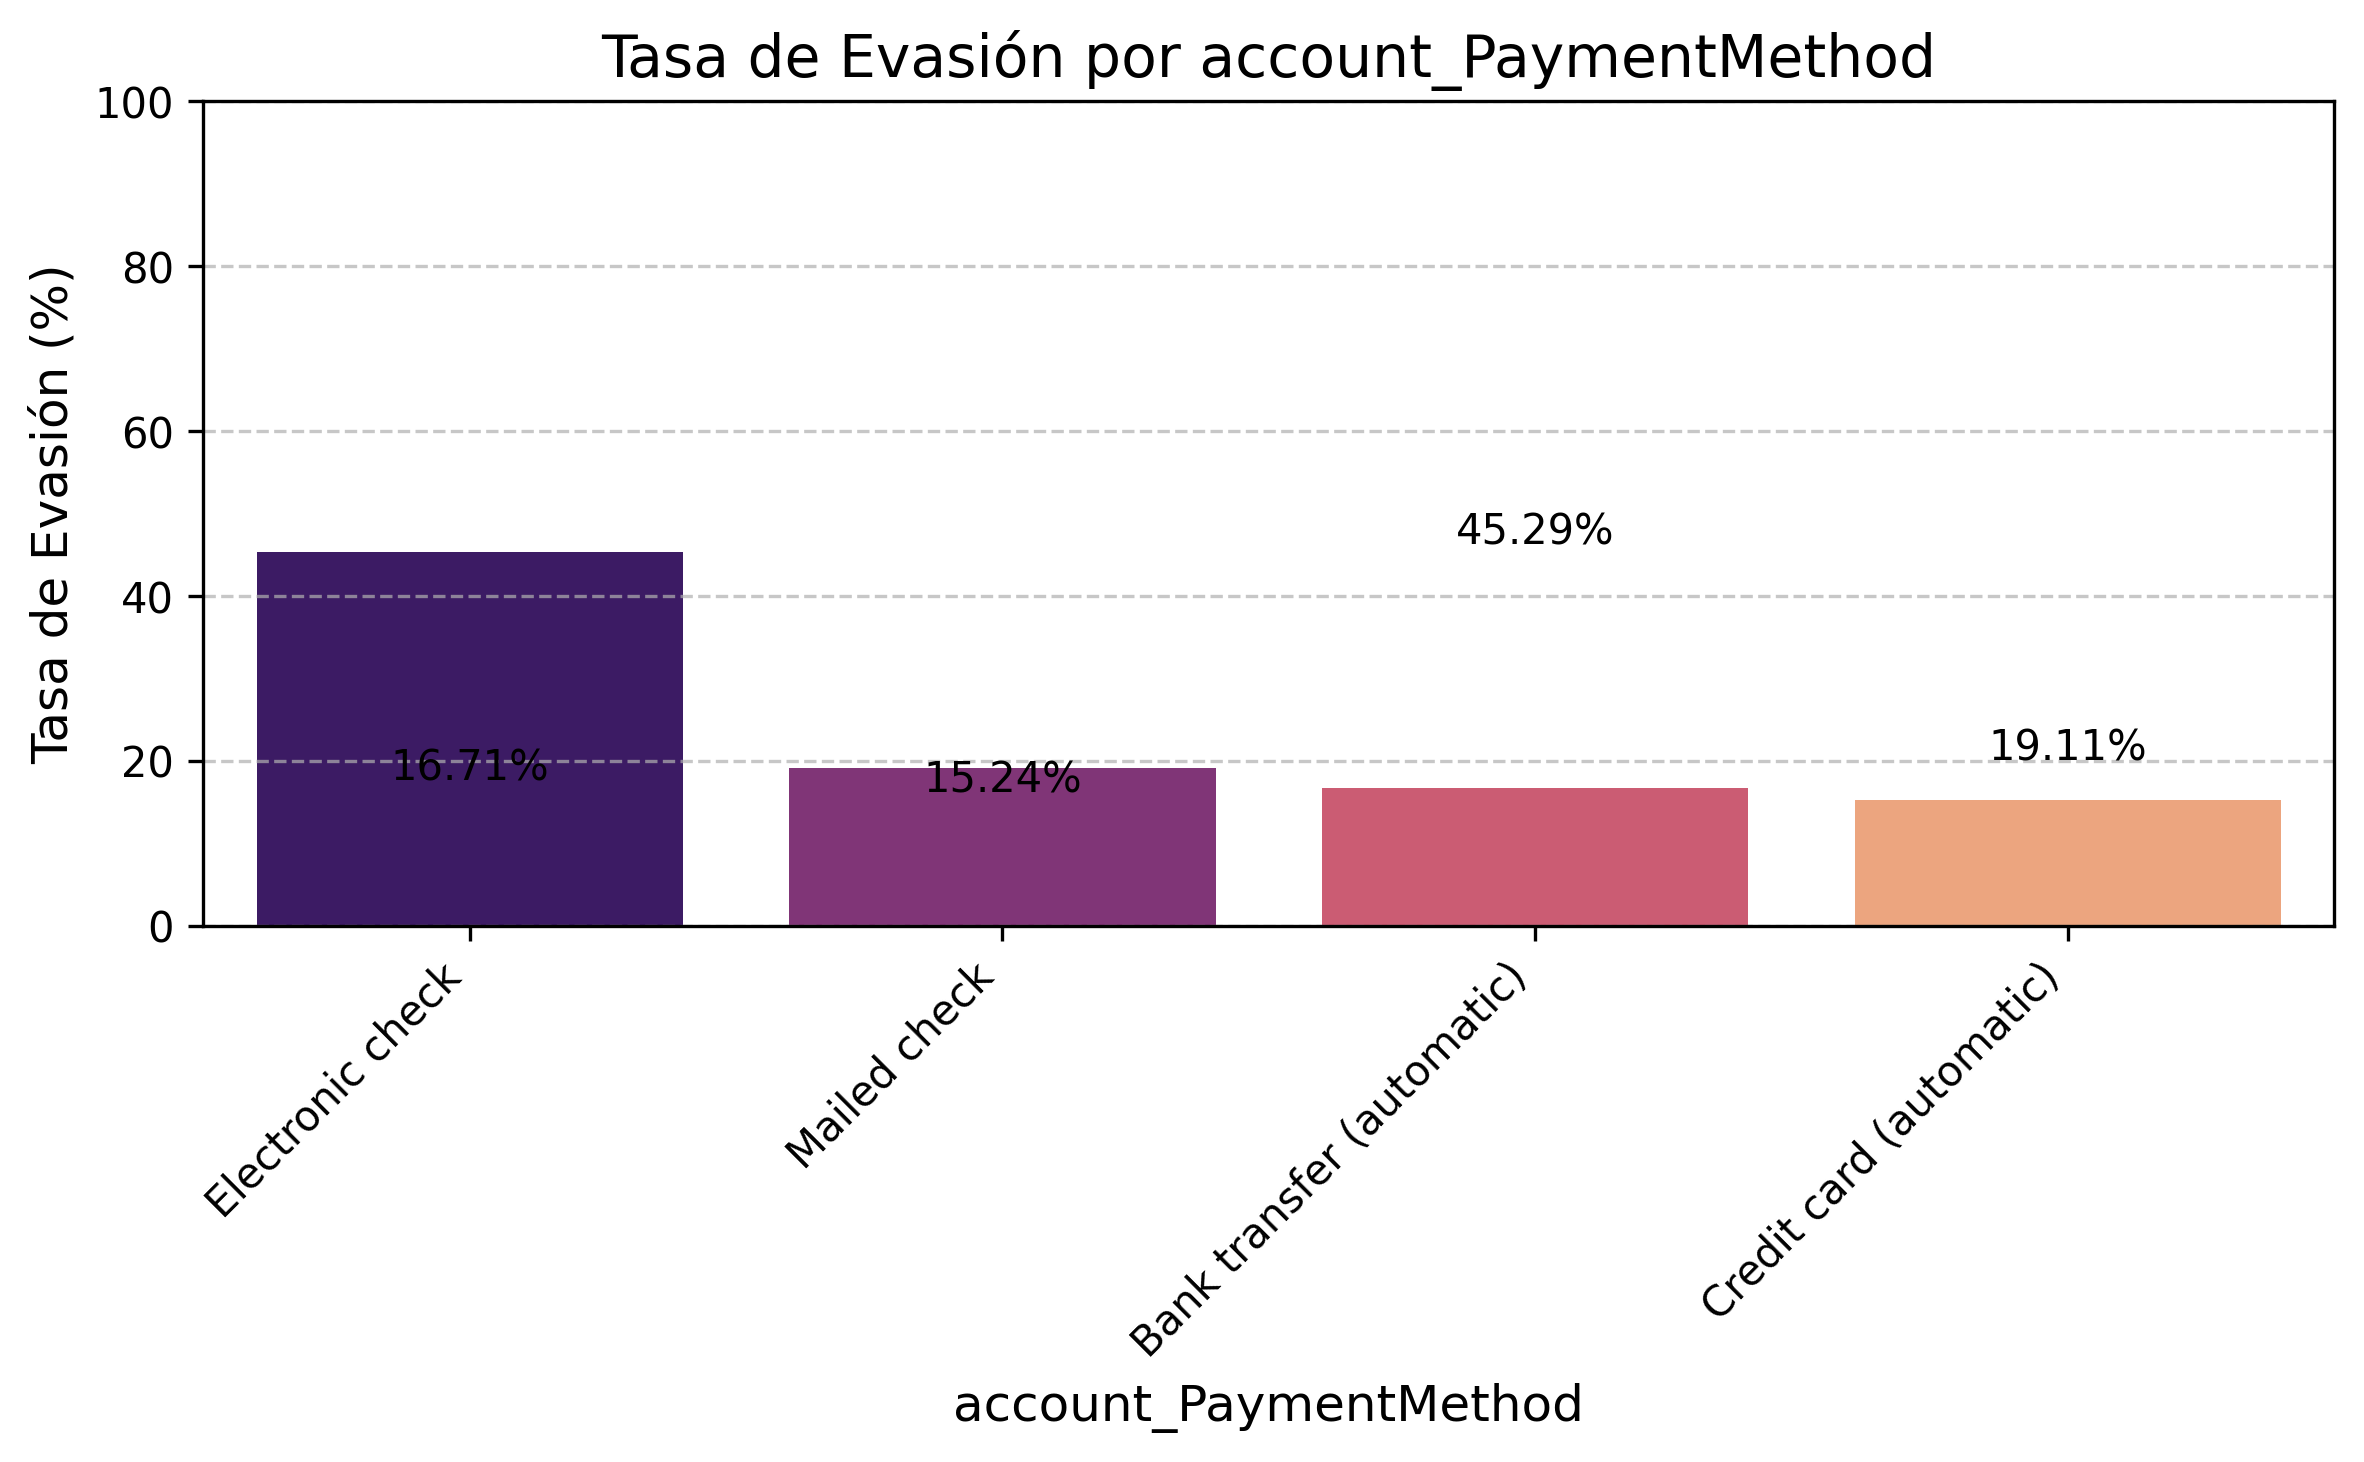 Tasa de Evasión por account_PaymentMethod
Tasa de Evasión (%)
100
80
60
40
20
0
16.71%
15.24%
45.29%
19.11%
Electronic check
Mailed check
Bank transfer (automatic)
Credit card (automatic)
account_PaymentMethod